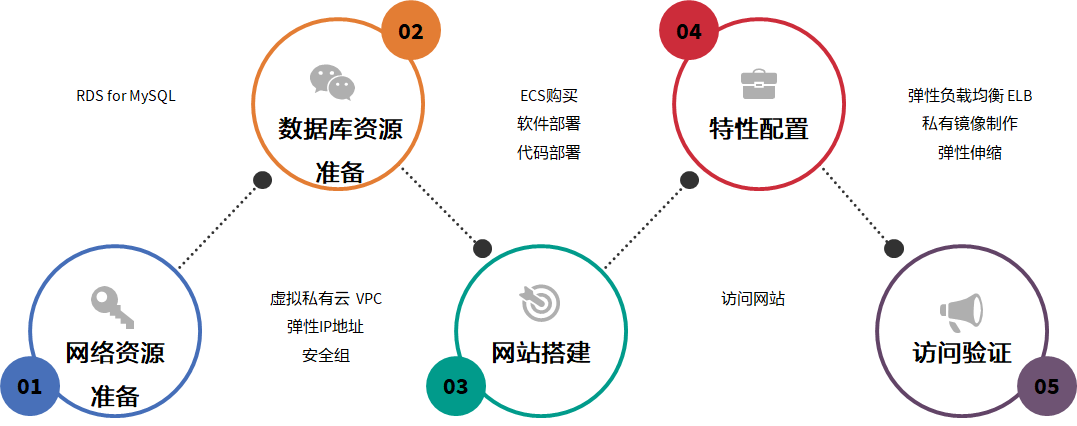 01
网络资源
准备
虚拟私有云 VPC
弹性IP地址
安全组
02
数据库资源
准备
RDS for MySQL
03
网站搭建
ECS购买
软件部署
代码部署
04
特性配置
弹性负载均衡 ELB
私有镜像制作
弹性伸缩
05
访问验证
访问网站